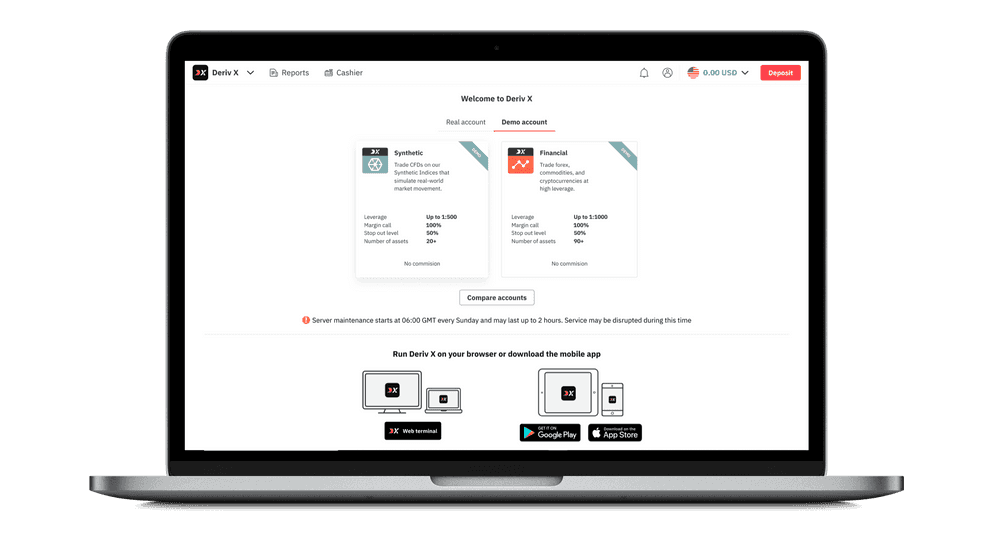 Deriv X
Reports
Cashier
0.00 USD
Deposit
Welcome to Deriv X
Real account
Demo account
Synthetic
DEMO
Trade CFDs on our
Synthetic Indices that
simulate real-world
market movement.
Leverage Up to 1:500
Margin call 100%
Stop out level 50%
Number of assets 20+
No commision
Financial
DEMO
Trade forex,
commodities, and
cryptocurrencies at
high leverage.
Leverage Up to 1:1000
Margin call 100%
Stop out level 50%
Number of assets 90+
No commision
Compare accounts
Server maintenance starts at 06:00 GMT every Sunday and may last up to 2 hours. Service may be disrupted during this time
Run Deriv X on your browser or download the mobile app
Web terminal
GET IT ON
Google Play
Download on the
App Store